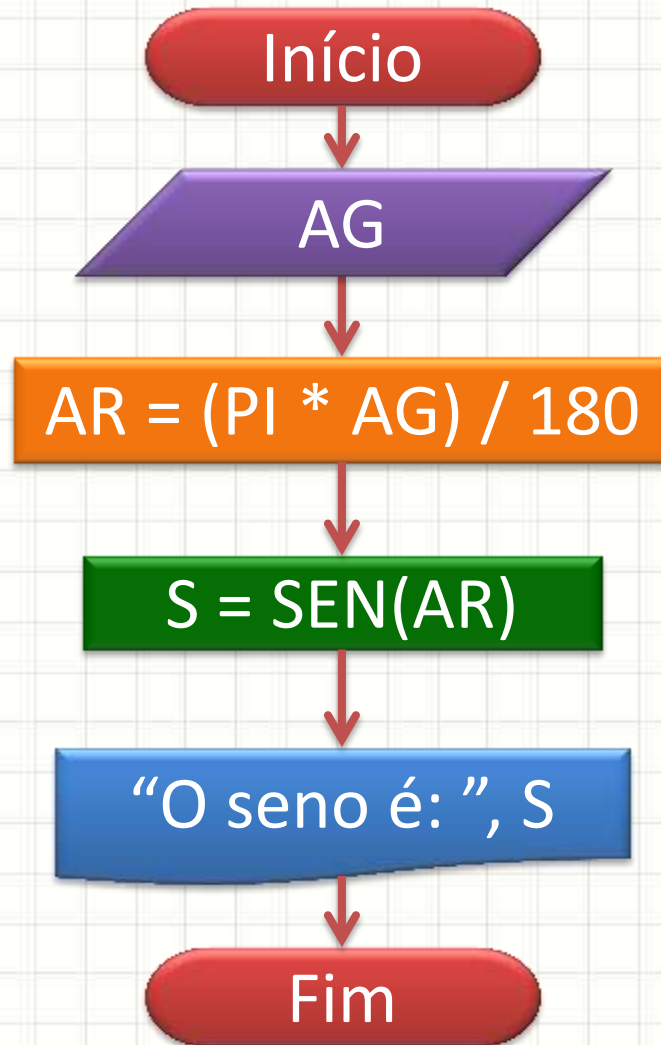 Início
AG
AR = (PI * AG) / 180
S = SEN(AR)
“O seno é: ”, S
Fim